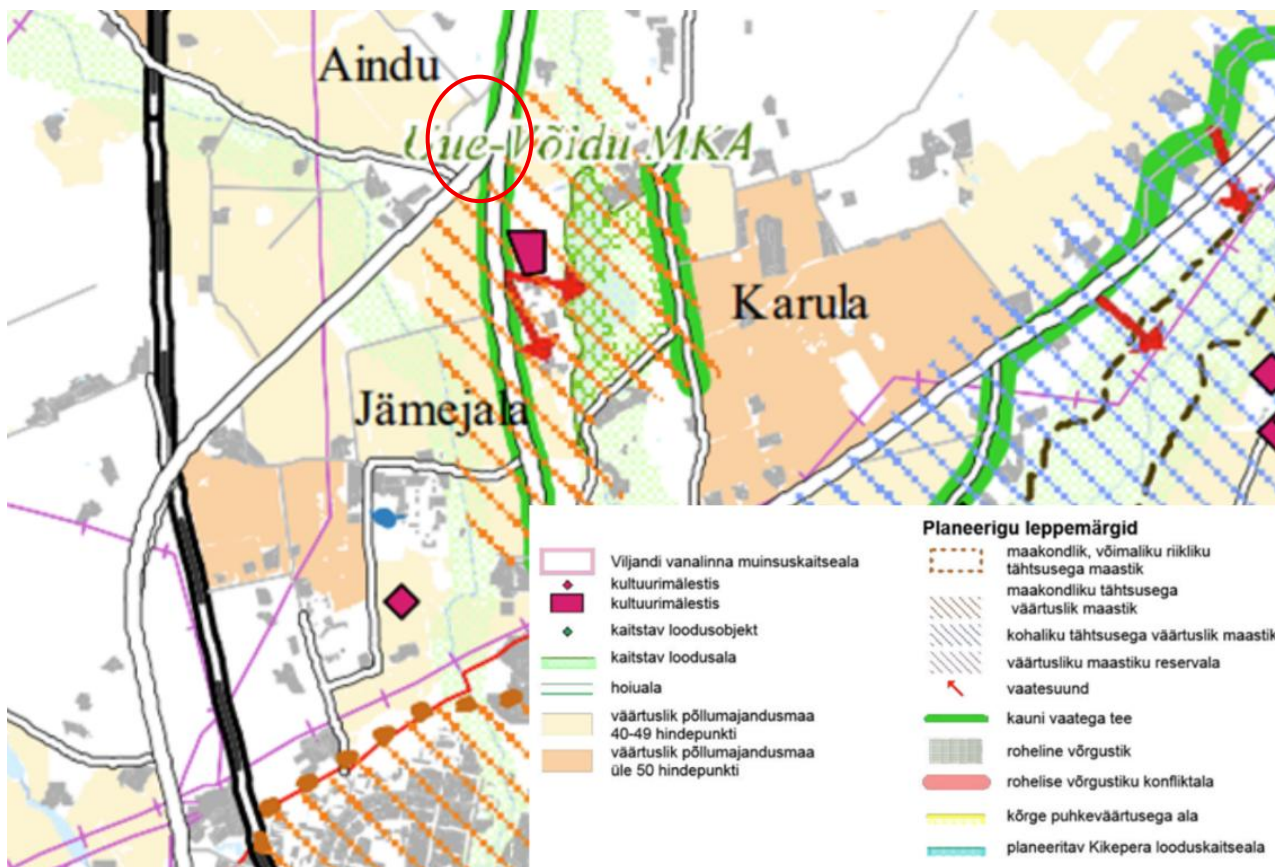 Aindu
Uue-Võidu MKA
Karula
Jämejala
Viljandi vanalinna muinsuskaitseala
kultuurimälestis
kultuurimälestis
kaitstav loodusobjekt
kaitstav loodusala
hoiuala
väärtuslik põllumajandusmaa
40-49 hindepunkti
väärtuslik põllumajandusmaa
üle 50 hindepunkti
Planeerigu leppemärgid
maakondlik, võimaliku riikliku
tähtsusega maastik
maakondliku tähtsusega
väärtuslik maastik
kohaliku tähtsusega väärtuslik maastik
väärtusliku maastiku reservala
vaatesuund
kauni vaatega tee
roheline võrgustik
rohelise võrgustiku konfliktala
kõrge puhkeväärtusega ala
planeeritav Kikepera looduskaitseala